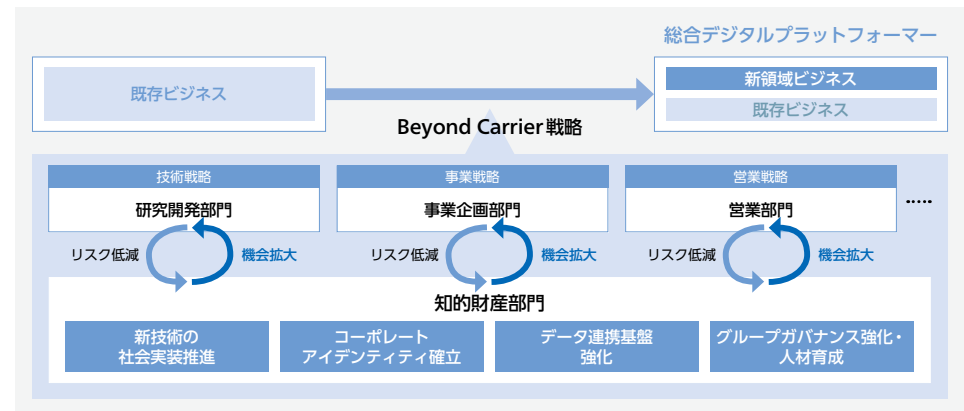 総合デジタルプラットフォーマー
既存ビジネス
新領域ビジネス
既存ビジネス
Beyond Carrier戦略
技術戦略
事業戦略
営業戦略
研究開発部門
事業企画部門
営業部門
.....
リスク低減
機会拡大
リスク低減
機会拡大
リスク低減
機会拡大
知的財産部門
新技術の
社会実装推進
コーポレート
アイデンティティ確立
データ連携基盤
強化
グループガバナンス強化・
人材育成